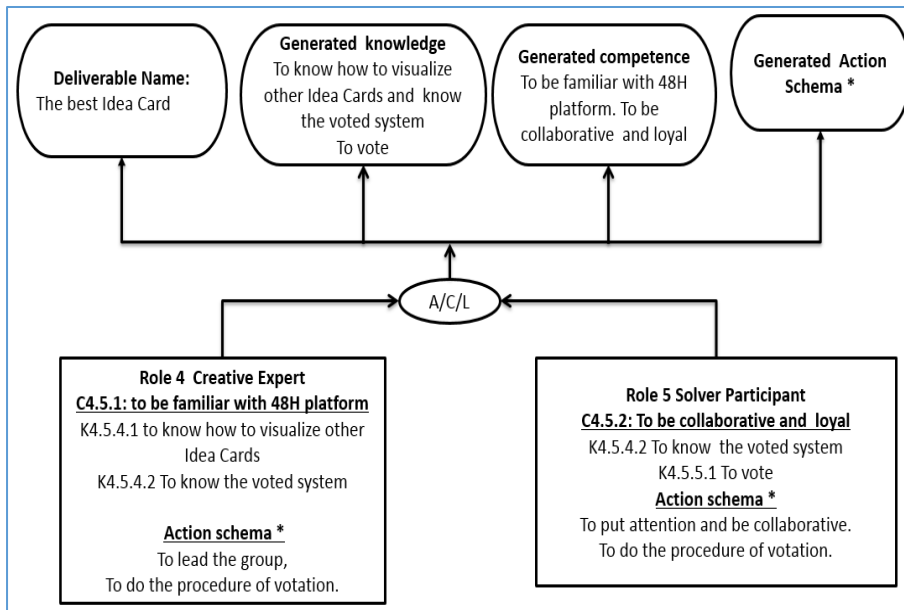 Deliverable Name:
The best Idea Card
Generated knowledge
To know how to visualize
other Idea Cards and know
the voted system
To vote
Generated competence
To be familiar with 48H
platform. To be
collaborative and loyal
Generated Action
Schema *
A/C/L
Role 4 Creative Expert
C4.5.1: to be familiar with 48H platform
K4.5.4.1 to know how to visualize other
Idea Cards
K4.5.4.2 To know the voted system
Action schema *
To lead the group,
To do the procedure of votation.
Role 5 Solver Participant
C4.5.2: To be collaborative and loyal
K4.5.4.2 To know the voted system
K4.5.5.1 To vote
Action schema *
To put attention and be collaborative.
To do the procedure of votation.